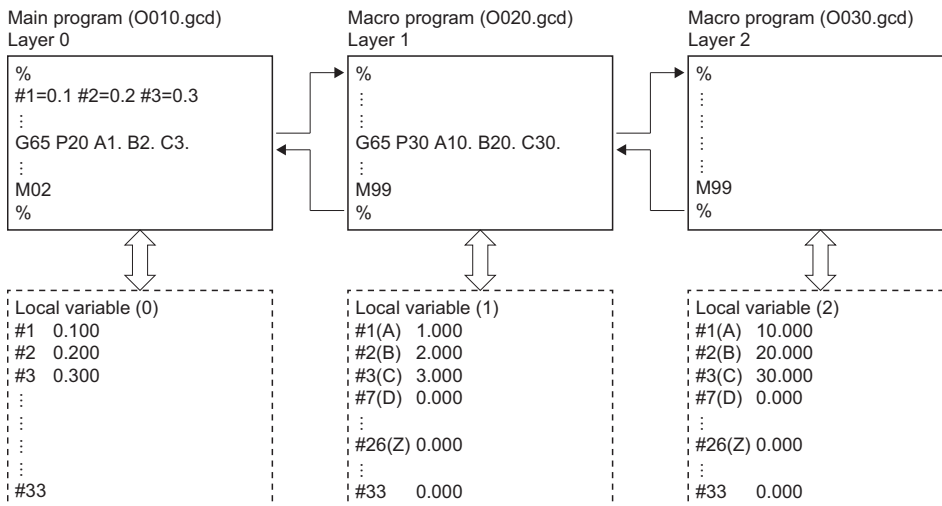 Main program (O010.gcd)
Layer 0
%
#1=0.1 #2=0.2 #3=0.3
⋮
G65 P20 A1. B2. C3.
⋮
M02
%
Local variable (0)
#1 0.100
#2 0.200
#3 0.300
⋮
⋮
⋮
⋮
#33
Macro program (O020.gcd)
Layer 1
%
⋮
⋮
G65 P30 A10. B20. C30.
⋮
M99
%
Local variable (1)
#1(A) 1.000
#2(B) 2.000
#3(C) 3.000
#7(D) 0.000
⋮
#26(Z) 0.000
⋮
#33 0.000
Macro program (O030.gcd)
Layer 2
%
⋮
⋮
⋮
⋮
M99
%
Local variable (2)
#1(A) 10.000
#2(B) 20.000
#3(C) 30.000
#7(D) 0.000
⋮
#26(Z) 0.000
⋮
#33 0.000